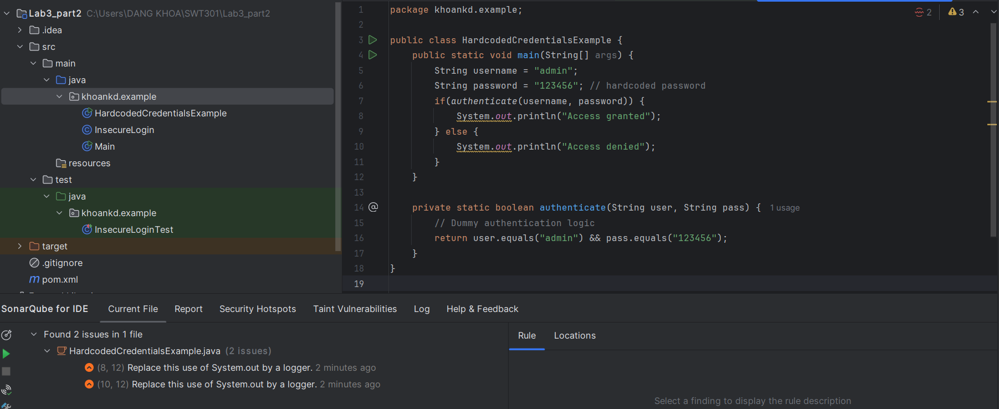 Lab3_part2 C:\Users\DANG KHOA\SWT301\Lab3_part2
.idea
src
main
java
khoankd.example
HardcodedCredentialsExample
InsecureLogin
Main
resources
test
java
khoankd.example
InsecureLoginTest
target
.gitignore
pom.xml
2 3
1 package khoankd.example;
2
3 public class HardcodedCredentialsExample {
4 public static void main(String[] args) {
5 String username = "admin";
6 String password = "123456"; // hardcoded password
7 if(authenticate(username, password)) {
8 System.out.println("Access granted");
9 } else {
10 System.out.println("Access denied");
11 }
12 }
13
14 private static boolean authenticate(String user, String pass) { 1 usage
15 // Dummy authentication logic
16 return user.equals("admin") && pass.equals("123456");
17 }
18 }
19
SonarQube for IDE Current File Report Security Hotspots Taint Vulnerabilities Log Help & Feedback
Found 2 issues in 1 file
HardcodedCredentialsExample.java (2 issues)
(8, 12) Replace this use of System.out by a logger. 2 minutes ago
(10, 12) Replace this use of System.out by a logger. 2 minutes ago
Rule Locations
Select a finding to display the rule description